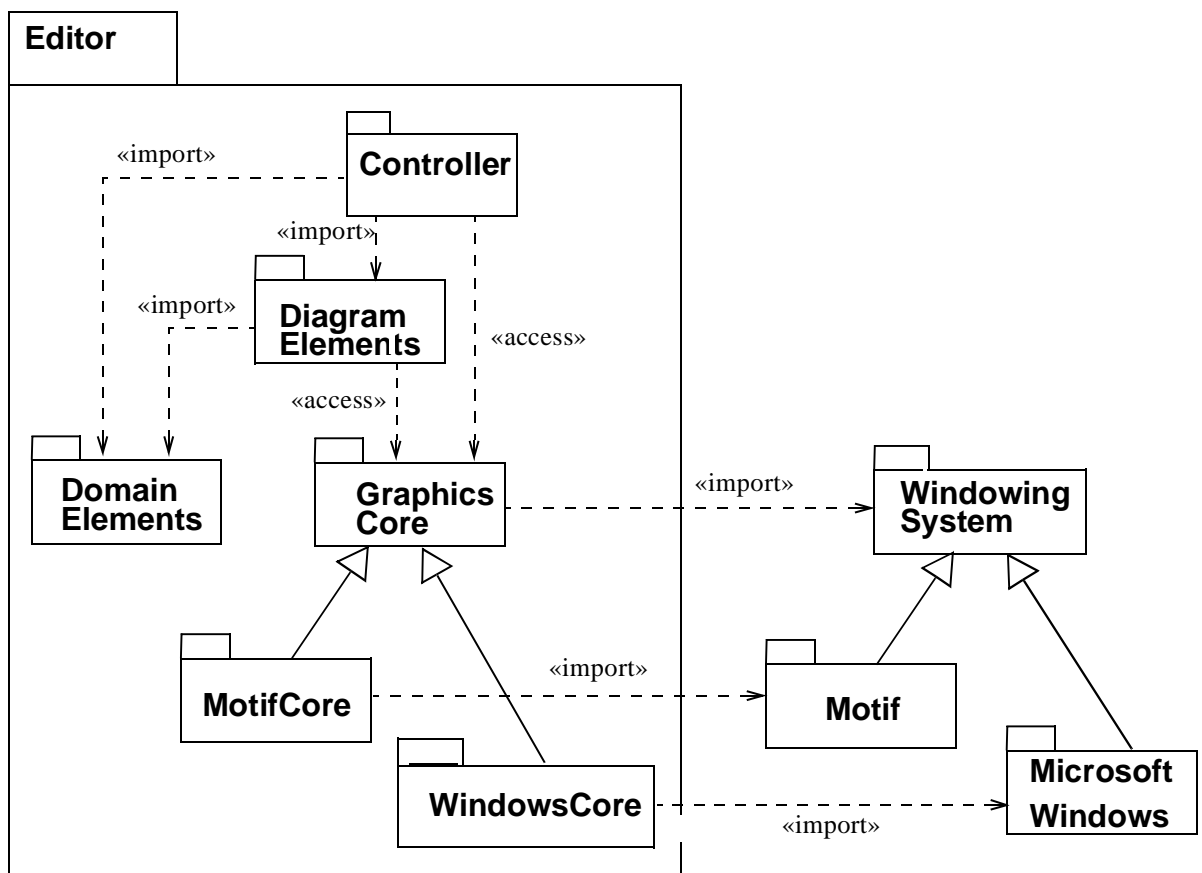 Editor
«import»
Controller
«import»
«import»
Diagram
Elements
«access»
«access»
Domain
Elements
Graphics
Core
«import»
Windowing
System
MotifCore
«import»
Motif
WindowsCore
«import»
Microsoft
Windows